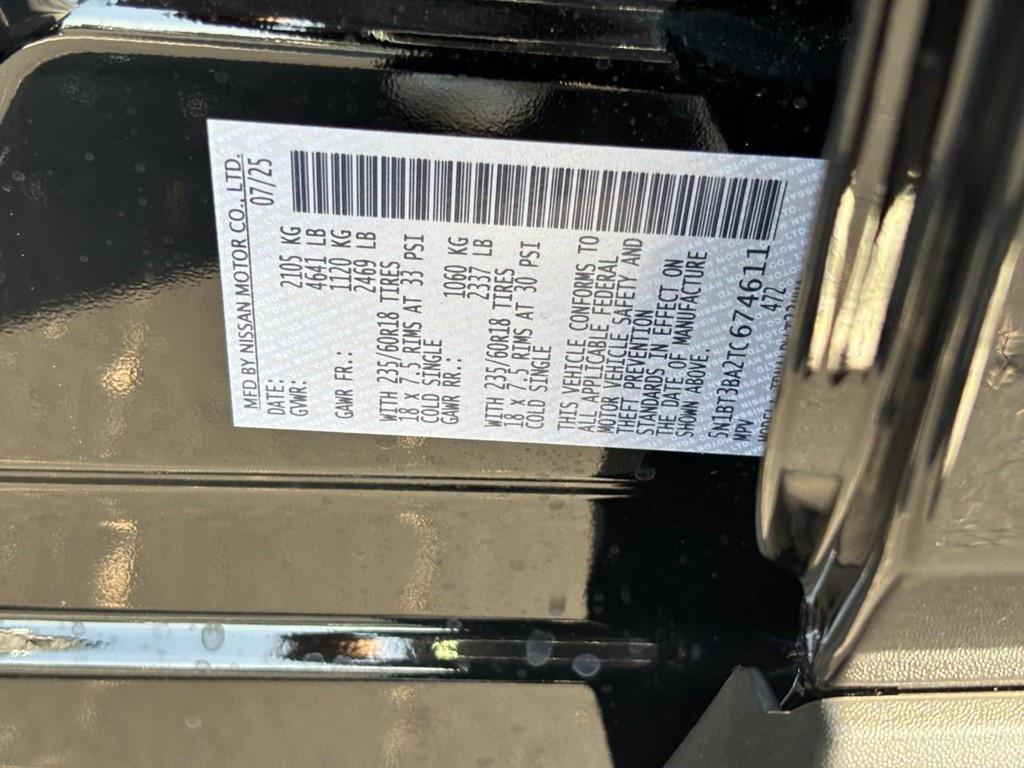 MFD BY NISSAN MOTOR CO., LTD.
DATE: 07/25
GVWR: 2105 KG
4641 LB
GAWR FR.: 1120 KG
2469 LB
WITH 235/60R18 TIRES
18 X 7.5 RIMS AT 33 PSI
COLD SINGLE
GAWR RR.: 1060 KG
2337 LB
WITH 235/60R18 TIRES
18 X 7.5 RIMS AT 30 PSI
COLD SINGLE
THIS VEHICLE CONFORMS TO
ALL APPLICABLE FEDERAL
MOTOR VEHICLE SAFETY AND
THEFT PREVENTION
STANDARDS IN EFFECT ON
THE DATE OF MANUFACTURE
SHOWN ABOVE.
5N1BT3BA2TC674611
MPV 472
MODEL